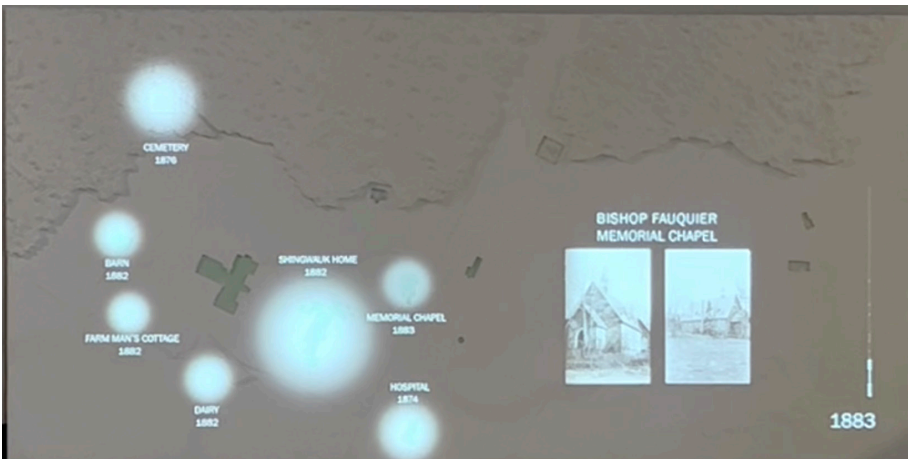 CEMETERY
1876
BARN
1882
SHINGWAUK HOME
1882
BISHOP FAUQUIER
MEMORIAL CHAPEL
FARM MAN'S COTTAGE
1882
MEMORIAL CHAPEL
1883
DAIRY
1882
HOSPITAL
1874
1883